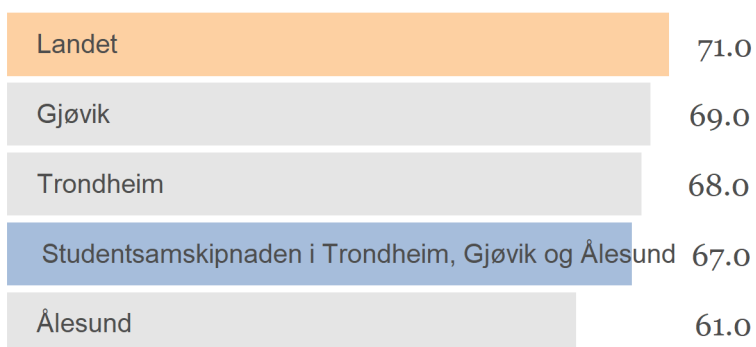 Landet 71.0
Gjøvik 69.0
Trondheim 68.0
Studentsamskipnaden i Trondheim, Gjøvik og Ålesund 67.0
Ålesund 61.0